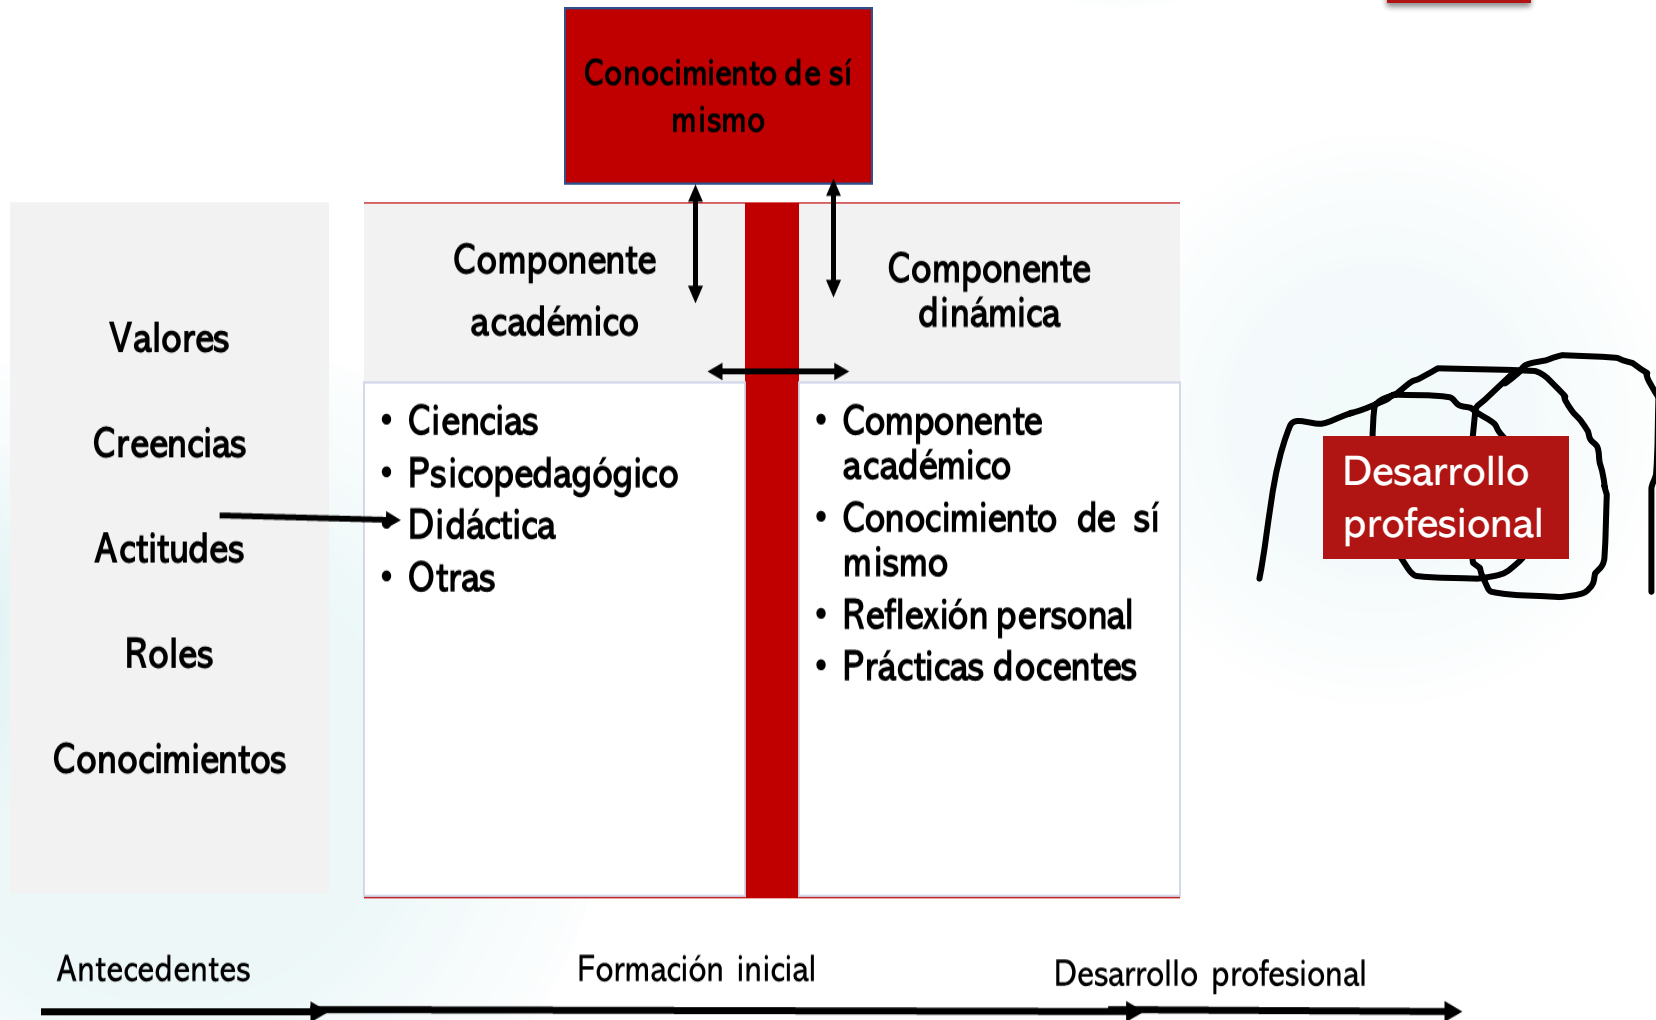 Conocimiento de sí
mismo
Valores
Creencias
Actitudes
Roles
Conocimientos
Componente
académico
• Ciencias
• Psicopedagógico
• Didáctica
• Otras
Componente
dinámica
• Componente
académico
• Conocimiento de sí
mismo
• Reflexión personal
• Prácticas docentes
Desarrollo
profesional
Antecedentes
Formación inicial
Desarrollo profesional